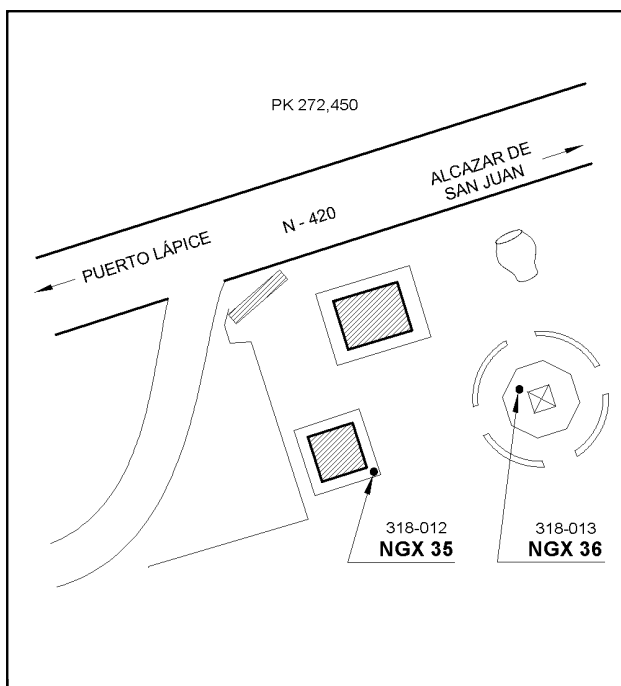 PK 272,450
ALCAZAR DE
SAN JUAN
N - 420
PUERTO LÁPICE
318-012
NGX 35
318-013
NGX 36